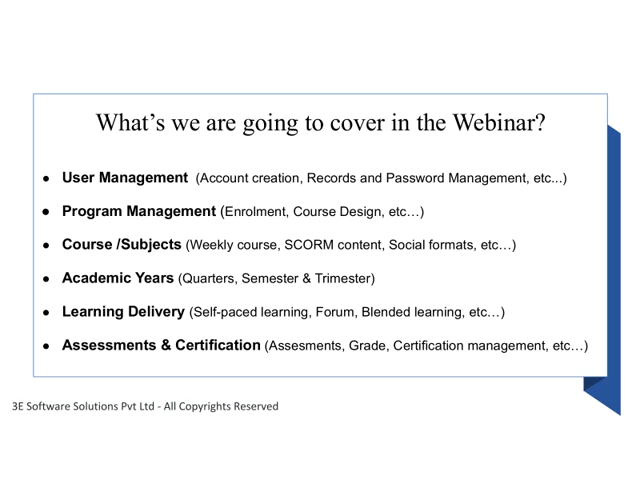 What’s we are going to cover in the Webinar?
● User Management (Account creation, Records and Password Management, etc...)
● Program Management (Enrolment, Course Design, etc…)
● Course /Subjects (Weekly course, SCORM content, Social formats, etc…)
● Academic Years (Quarters, Semester & Trimester)
● Learning Delivery (Self-paced learning, Forum, Blended learning, etc…)
● Assessments & Certification (Assesments, Grade, Certification management, etc…)
3E Software Solutions Pvt Ltd - All Copyrights Reserved